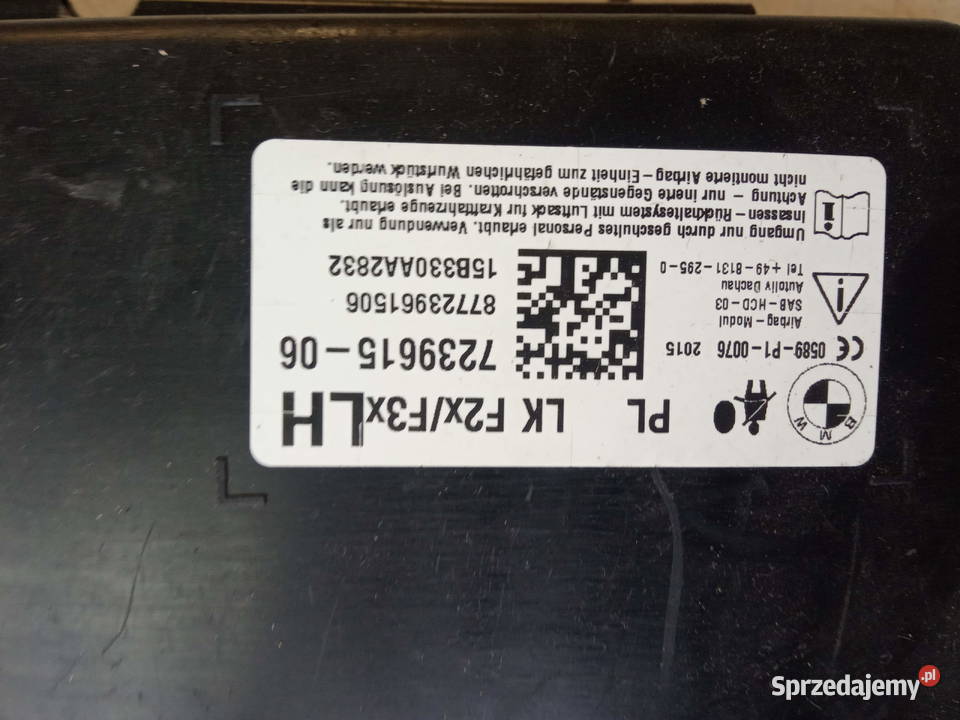 BMW
PL LK F2x/F3xLH
CE 0589-P1-0076 2015
7239615-06
Airbag-Modul
SAB-HCD-03
Autoliv Dachau
Tel +49-8131-295-0
87723961506
15B330AA2832
Umgang nur durch geschultes Personal erlaubt. Verwendung nur als
Insassen-Rückhaltesystem mit Luftsack für Kraftfahrzeuge erlaubt.
Achtung - nur inerte Gegenstände verschrotten. Bei Auslösung kann die
nicht montierte Airbag-Einheit zum gefährlichen Wurfstück werden.
Sprzedajemy.pl